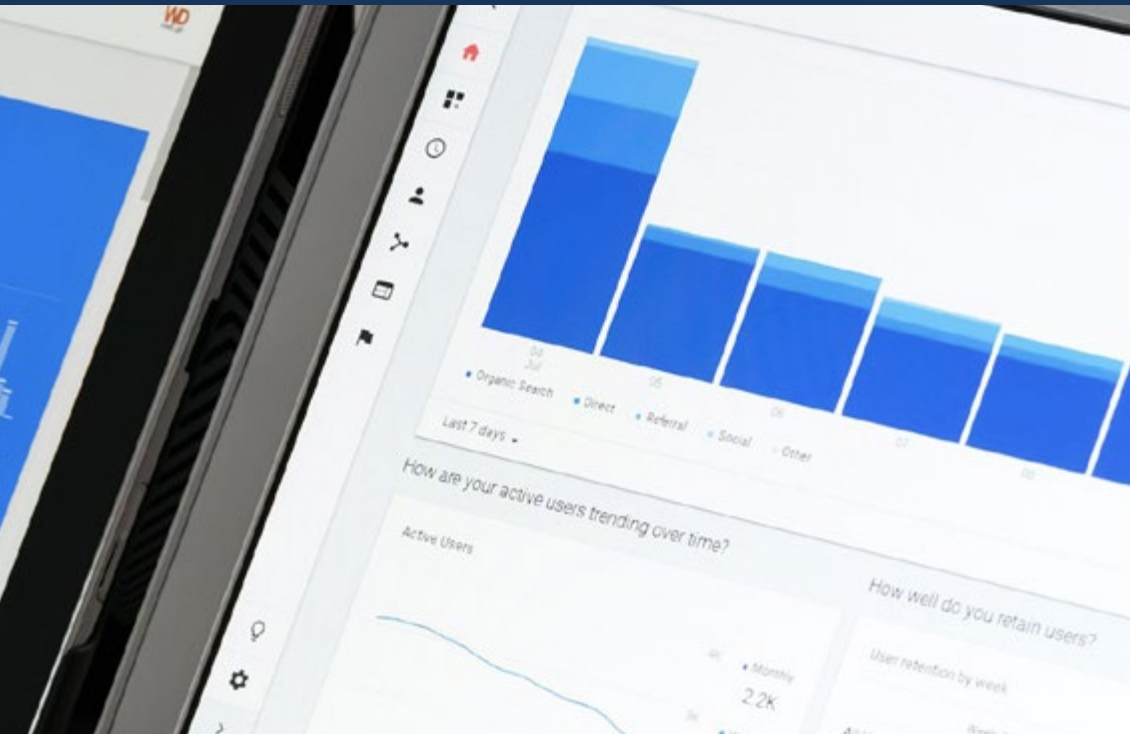 WD
04
Jul
05
06
07
08
Organic Search
Direct
Referral
Social
Other
Last 7 days
How are your active users trending over time?
Active Users
Monthly
2.2K
How well do you retain users?
User retention by week